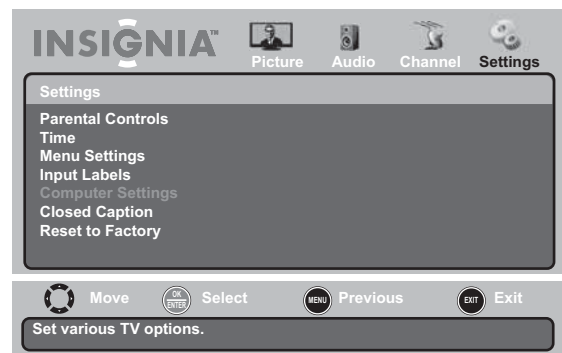 INSIGNIA™
Picture Audio Channel Settings
Settings
Parental Controls
Time
Menu Settings
Input Labels
Computer Settings
Closed Caption
Reset to Factory
Move OK ENTER Select MENU Previous EXIT Exit
Set various TV options.